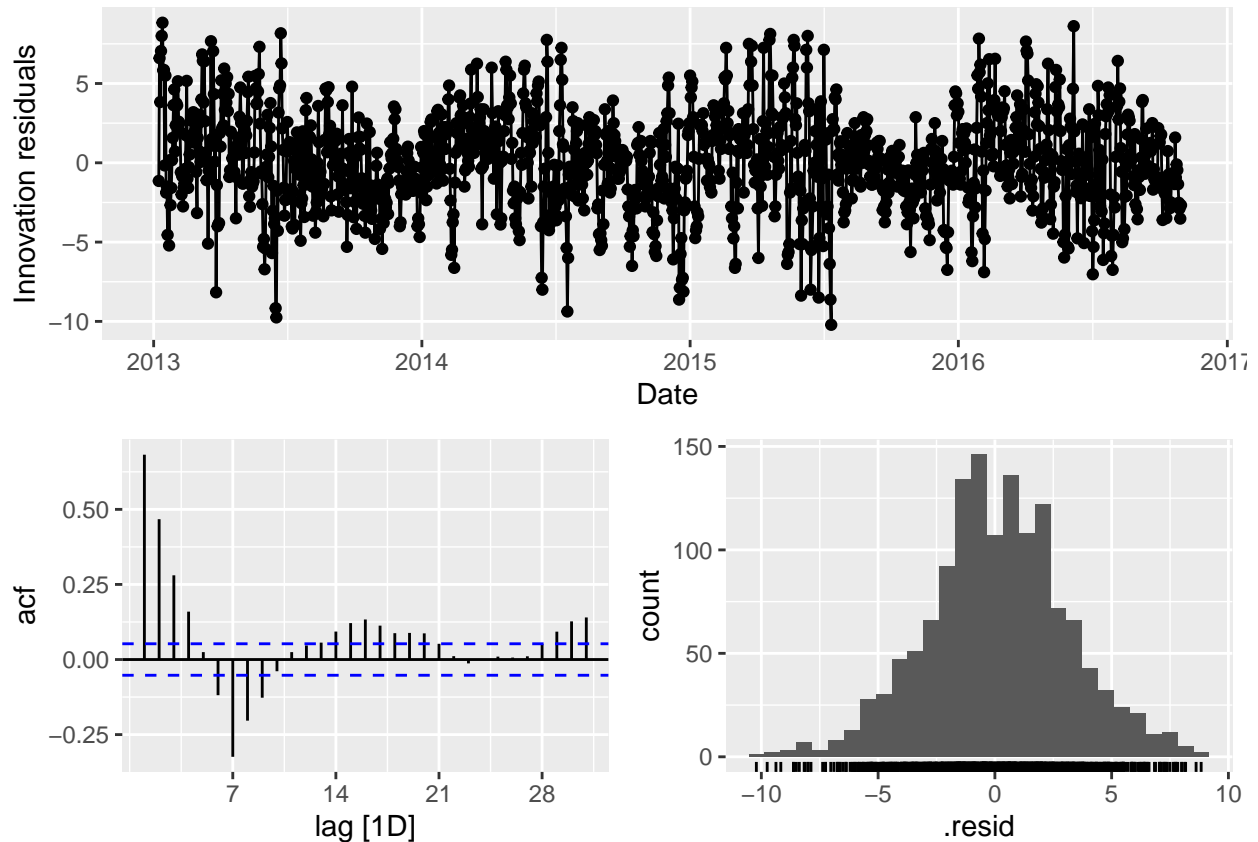 Innovation residuals
5
0
−5
−10
2013 2014 2015 2016 2017
Date
acf
0.50
0.25
0.00
−0.25
7 14 21 28
lag [1D]
count
150
100
50
0
−10 −5 0 5 10
.resid